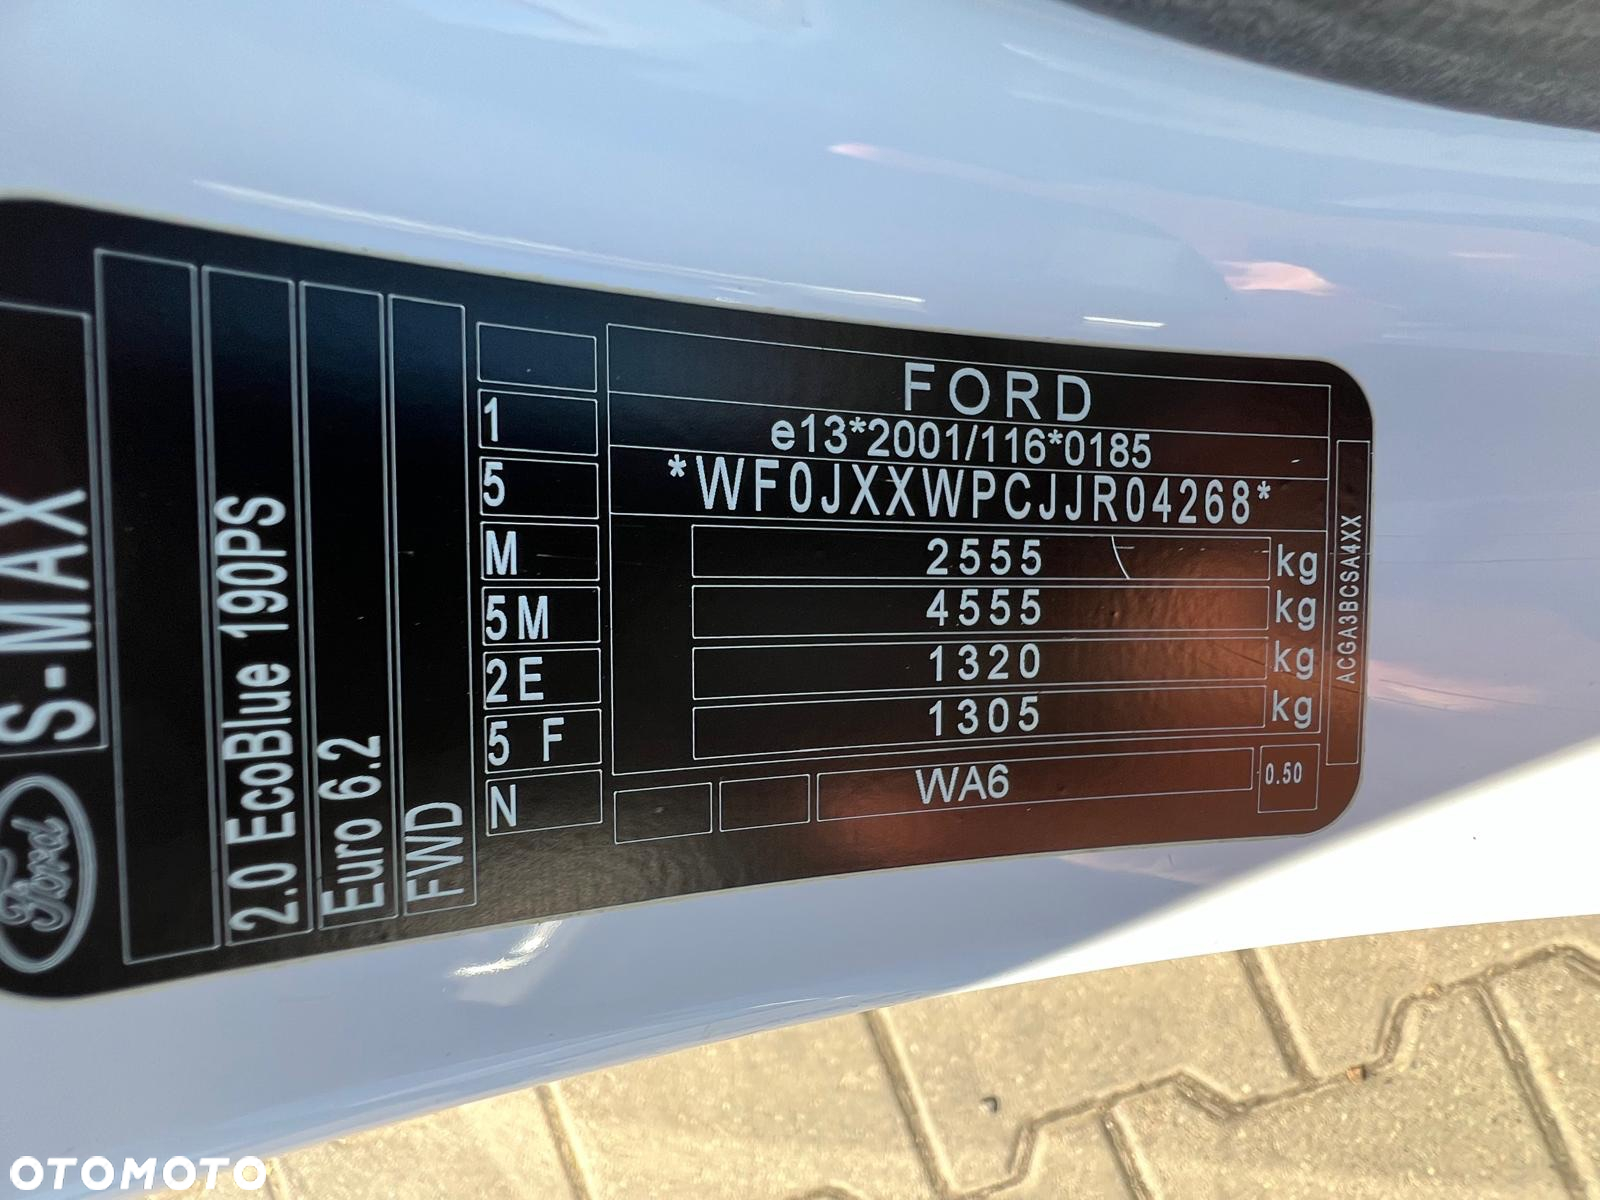 FORD
e13*2001/116*0185
*WF0JXXWPCJJR04268*
2555 kg
4555 kg
1320 kg
1305 kg
WA6
0.50
ACGA3BCSA4XX
1
5
M
5M
2E
5 F
N
Ford
S-MAX
2.0 EcoBlue 190PS
Euro 6.2
FWD
OTOMOTO